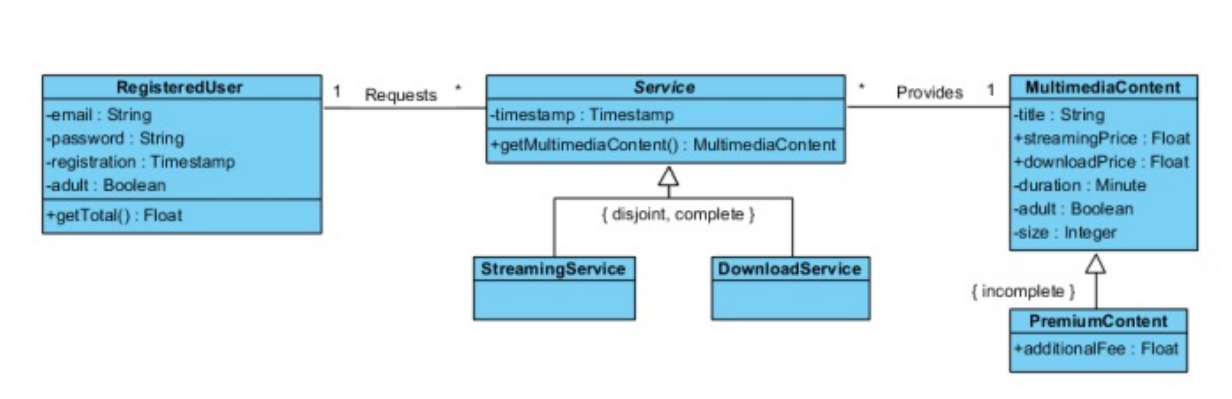 RegisteredUser
-email : String
-password : String
-registration : Timestamp
-adult : Boolean
+getTotal() : Float
1 Requests *
Service
-timestamp : Timestamp
+getMultimediaContent() : MultimediaContent
* Provides 1
MultimediaContent
-title : String
+streamingPrice : Float
+downloadPrice : Float
-duration : Minute
-adult : Boolean
-size : Integer
{ disjoint, complete }
StreamingService
DownloadService
{ incomplete }
PremiumContent
+additionalFee : Float